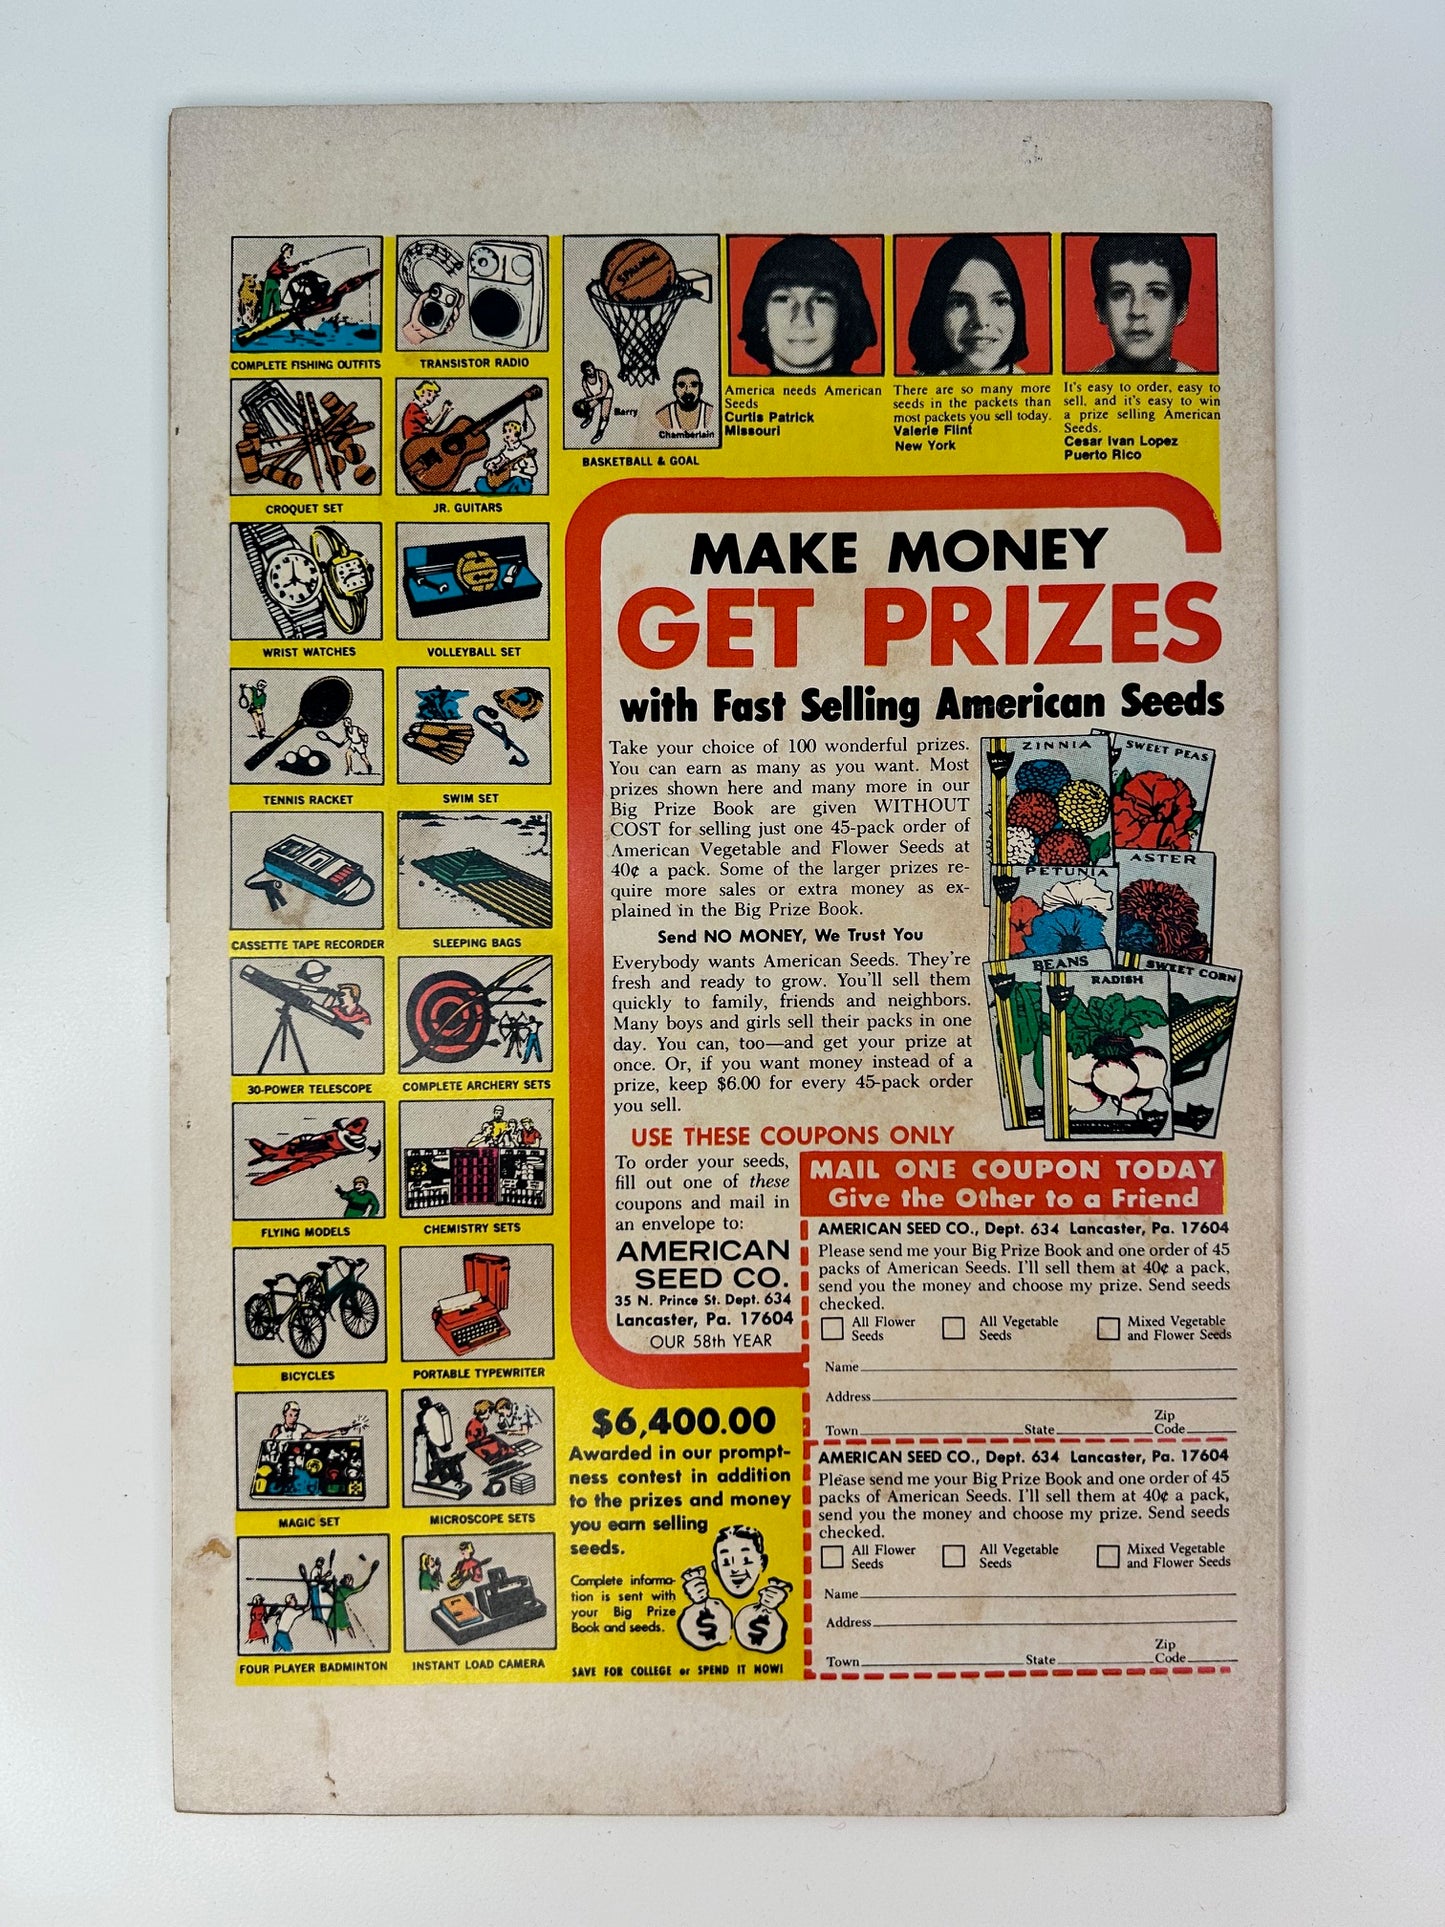 COMPLETE FISHING OUTFITS
TRANSISTOR RADIO
CROQUET SET
JR. GUITARS
WRIST WATCHES
VOLLEYBALL SET
TENNIS RACKET
SWIM SET
CASSETTE TAPE RECORDER
SLEEPING BAGS
30-POWER TELESCOPE
COMPLETE ARCHERY SETS
FLYING MODELS
CHEMISTRY SETS
BICYCLES
PORTABLE TYPEWRITER
MAGIC SET
MICROSCOPE SETS
FOUR PLAYER BADMINTON
INSTANT LOAD CAMERA
SPALDING
Barry
Chamberlain
BASKETBALL & GOAL
America needs American
Seeds
Curtis Patrick
Missouri
There are so many more
seeds in the packets than
most packets you sell today.
Valerie Flint
New York
It's easy to order, easy to
sell, and it's easy to win
a prize selling American
Seeds.
Cesar Ivan Lopez
Puerto Rico
MAKE MONEY
GET PRIZES
with Fast Selling American Seeds
Take your choice of 100 wonderful prizes.
You can earn as many as you want. Most
prizes shown here and many more in our
Big Prize Book are given WITHOUT
COST for selling just one 45-pack order of
American Vegetable and Flower Seeds at
40¢ a pack. Some of the larger prizes re-
quire more sales or extra money as ex-
plained in the Big Prize Book.
Send NO MONEY, We Trust You
Everybody wants American Seeds. They're
fresh and ready to grow. You'll sell them
quickly to family, friends and neighbors.
Many boys and girls sell their packs in one
day. You can, too—and get your prize at
once. Or, if you want money instead of a
prize, keep $6.00 for every 45-pack order
you sell.
ZINNIA
SWEET PEAS
PETUNIA
ASTER
BEANS
RADISH
SWEET CORN
USE THESE COUPONS ONLY
To order your seeds,
fill out one of these
coupons and mail in
an envelope to:
AMERICAN
SEED CO.
35 N. Prince St. Dept. 634
Lancaster, Pa. 17604
OUR 58th YEAR
$6,400.00
Awarded in our prompt-
ness contest in addition
to the prizes and money
you earn selling
seeds.
Complete informa-
tion is sent with
your Big Prize
Book and seeds.
$ $
SAVE FOR COLLEGE or SPEND IT NOW!
MAIL ONE COUPON TODAY
Give the Other to a Friend
AMERICAN SEED CO., Dept. 634 Lancaster, Pa. 17604
Please send me your Big Prize Book and one order of 45
packs of American Seeds. I'll sell them at 40¢ a pack,
send you the money and choose my prize. Send seeds
checked.
All Flower Seeds
All Vegetable Seeds
Mixed Vegetable and Flower Seeds
Name
Address
Town State Zip Code
AMERICAN SEED CO., Dept. 634 Lancaster, Pa. 17604
Please send me your Big Prize Book and one order of 45
packs of American Seeds. I'll sell them at 40¢ a pack,
send you the money and choose my prize. Send seeds
checked.
All Flower Seeds
All Vegetable Seeds
Mixed Vegetable and Flower Seeds
Name
Address
Town State Zip Code